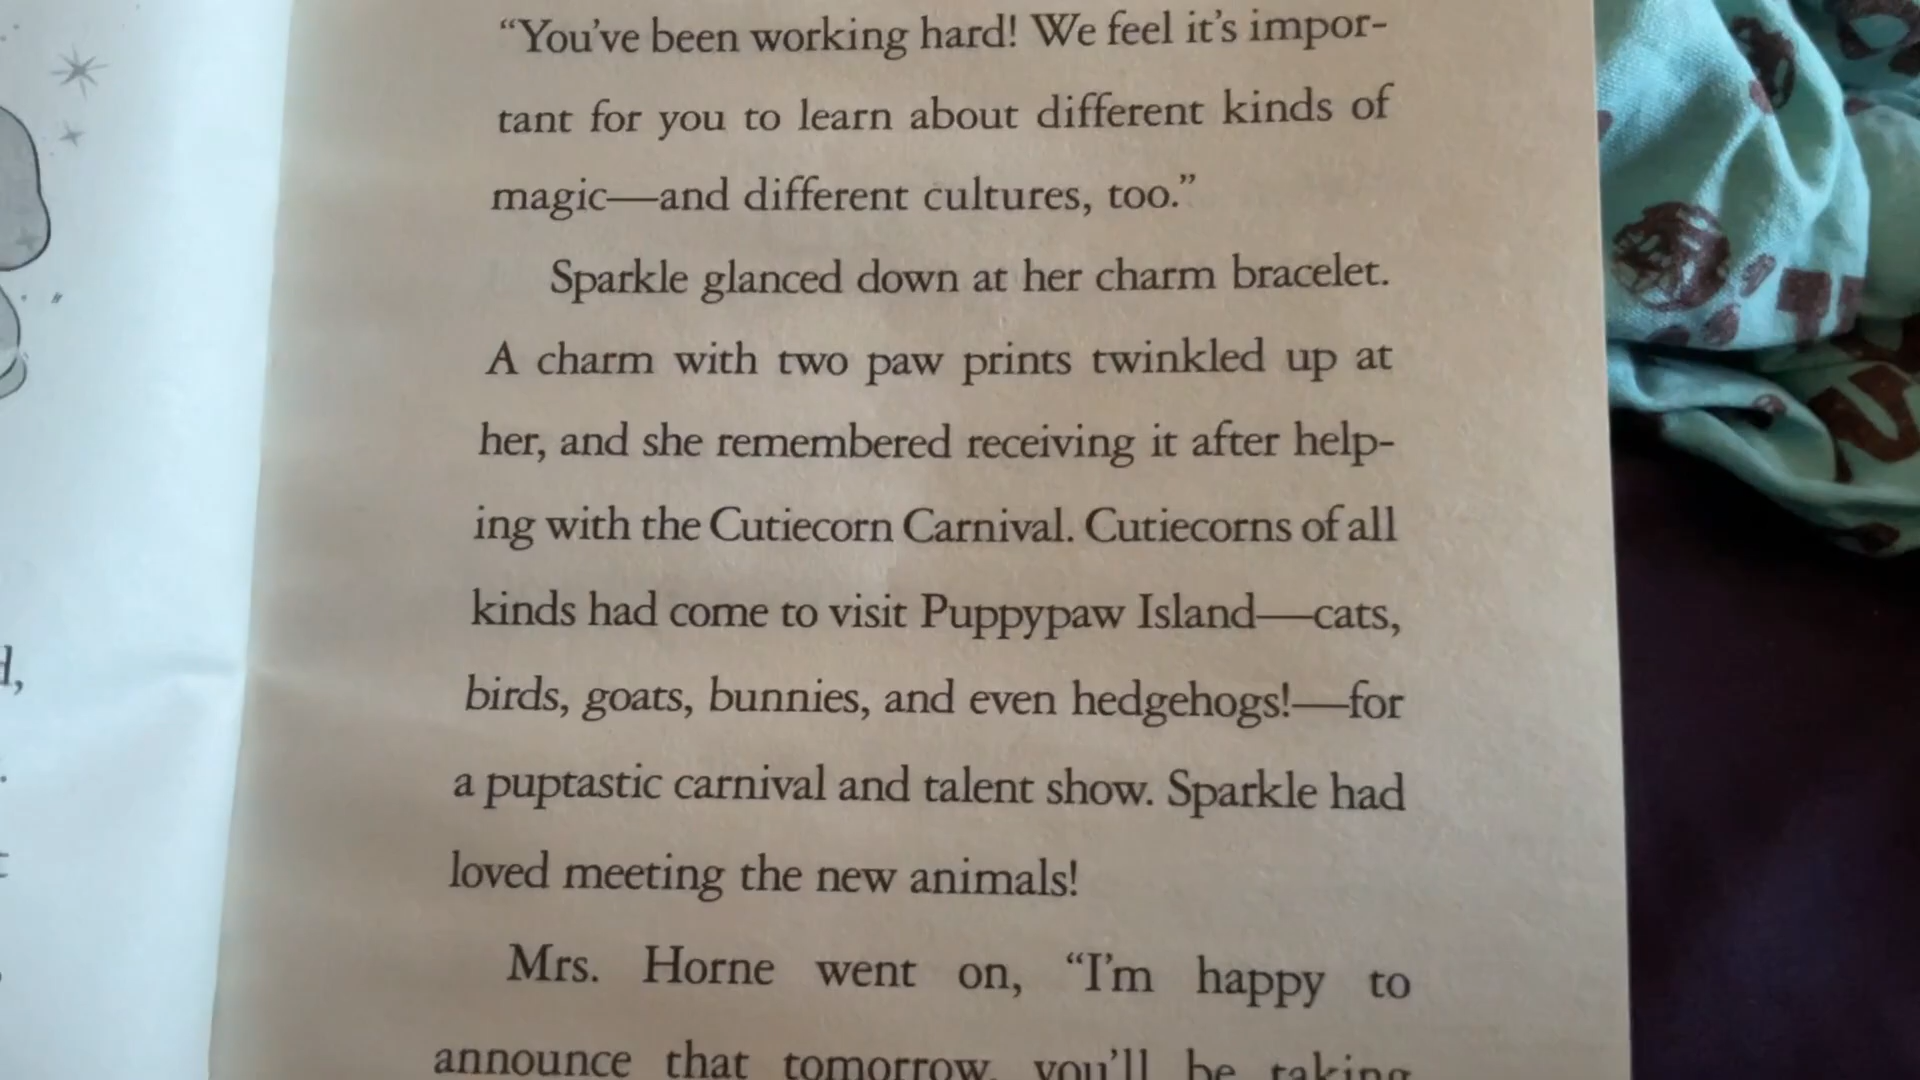 “You’ve been working hard! We feel it’s impor-
tant for you to learn about different kinds of
magic—and different cultures, too.”
Sparkle glanced down at her charm bracelet.
A charm with two paw prints twinkled up at
her, and she remembered receiving it after help-
ing with the Cutiecorn Carnival. Cutiecorns of all
kinds had come to visit Puppypaw Island—cats,
birds, goats, bunnies, and even hedgehogs!—for
a puptastic carnival and talent show. Sparkle had
loved meeting the new animals!
Mrs. Horne went on, “I’m happy to
announce that tomorrow, you’ll be taking